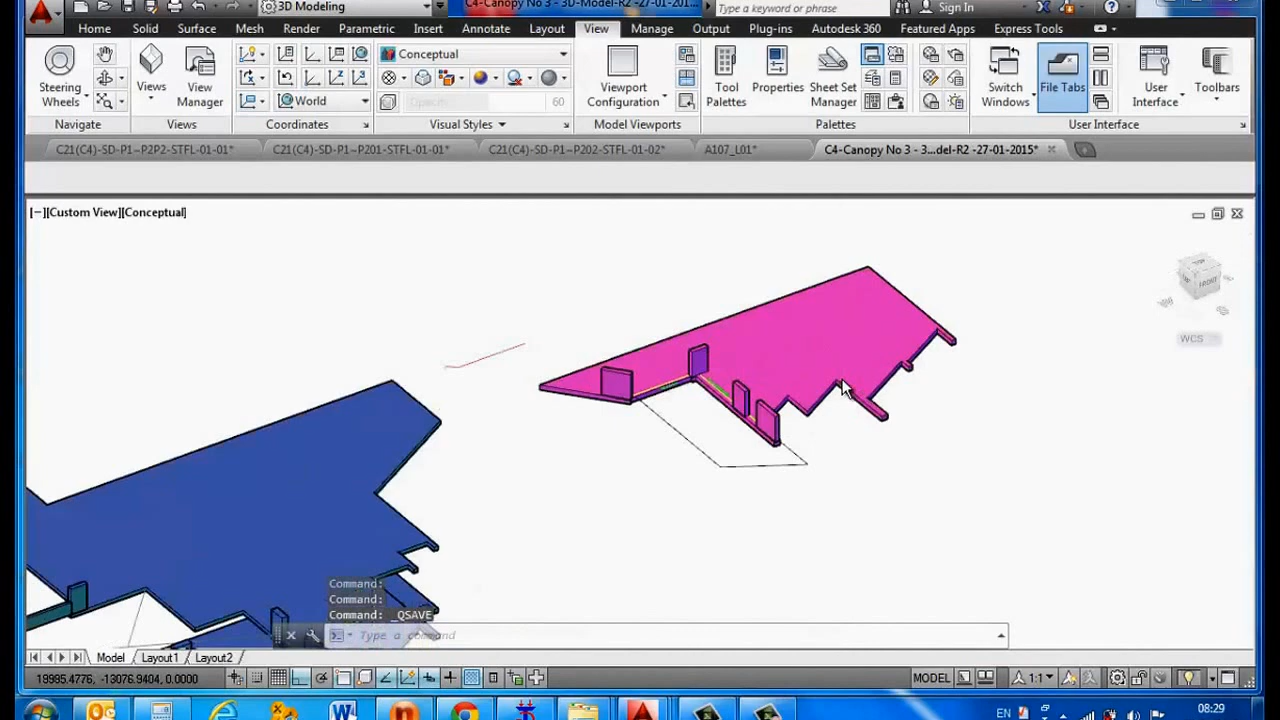 3D Modeling
C4-Canopy No 3 - 3D-Model-R2 -27-01-201...
Type a keyword or phrase
Sign In
Home Solid Surface Mesh Render Parametric Insert Annotate Layout View Manage Output Plug-ins Autodesk 360 Featured Apps Express Tools
Conceptual
World
Opacity 60
Steering Wheels
Views
View Manager
Viewport Configuration
Tool Palettes
Properties
Sheet Set Manager
Switch Windows
File Tabs
User Interface
Toolbars
Navigate Views Coordinates Visual Styles Model Viewports Palettes User Interface
C21(C4)-SD-P1-P2P2-STFL-01-01* C21(C4)-SD-P1-P201-STFL-01-01* C21(C4)-SD-P1-P202-STFL-01-02* A107_L01* C4-Canopy No 3 - 3...del-R2 -27-01-2015*
[−][Custom View][Conceptual]
TOP
FRONT
WCS
Command:
Command:
Command: _QSAVE
Type a command
Model Layout1 Layout2
19995.4776, -13076.9404, 0.0000 MODEL 1:1
EN 08:29